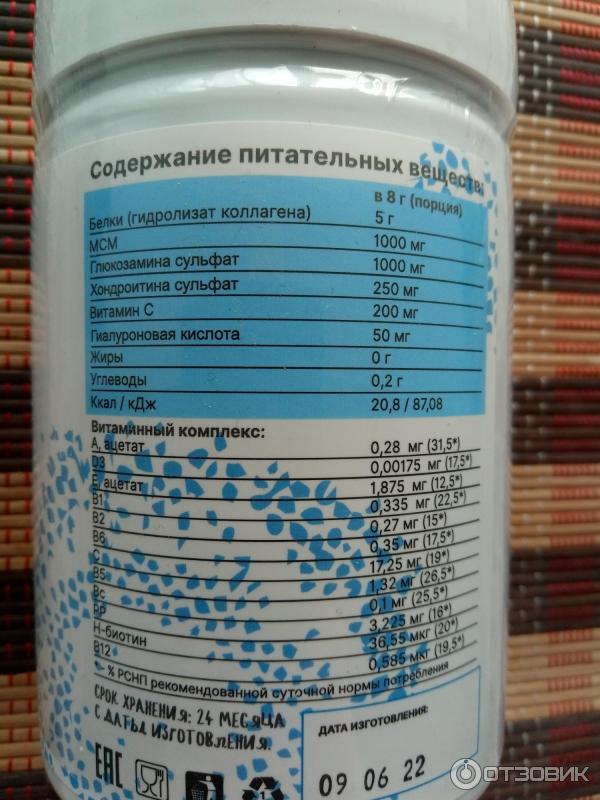 Содержание питательных веществ:
в 8 г (порция)
Белки (гидролизат коллагена) 5 г
МСМ 1000 мг
Глюкозамина сульфат 1000 мг
Хондроитина сульфат 250 мг
Витамин С 200 мг
Гиалуроновая кислота 50 мг
Жиры 0 г
Углеводы 0,2 г
Ккал / кДж 20,8 / 87,08
Витаминный комплекс:
А, ацетат 0,28 мг (31,5*)
D3 0,00175 мг (17,5*)
Е, ацетат 1,875 мг (12,5*)
В1 0,335 мг (22,5*)
В2 0,27 мг (15*)
В6 0,35 мг (17,5*)
С 17,25 мг (19*)
В5 1,32 мг (26,5*)
Вс 0,1 мг (25,5*)
РР 3,225 мг (16*)
Н-биотин 36,55 мкг (20*)
В12 0,585 мкг (19,5*)
* - % РСНП рекомендованной суточной нормы потребления
СРОК ХРАНЕНИЯ: 24 МЕСЯЦА
С ДАТЫ ИЗГОТОВЛЕНИЯ.
ДАТА ИЗГОТОВЛЕНИЯ:
09 06 22
ЕАС
1
ОТЗОВИК